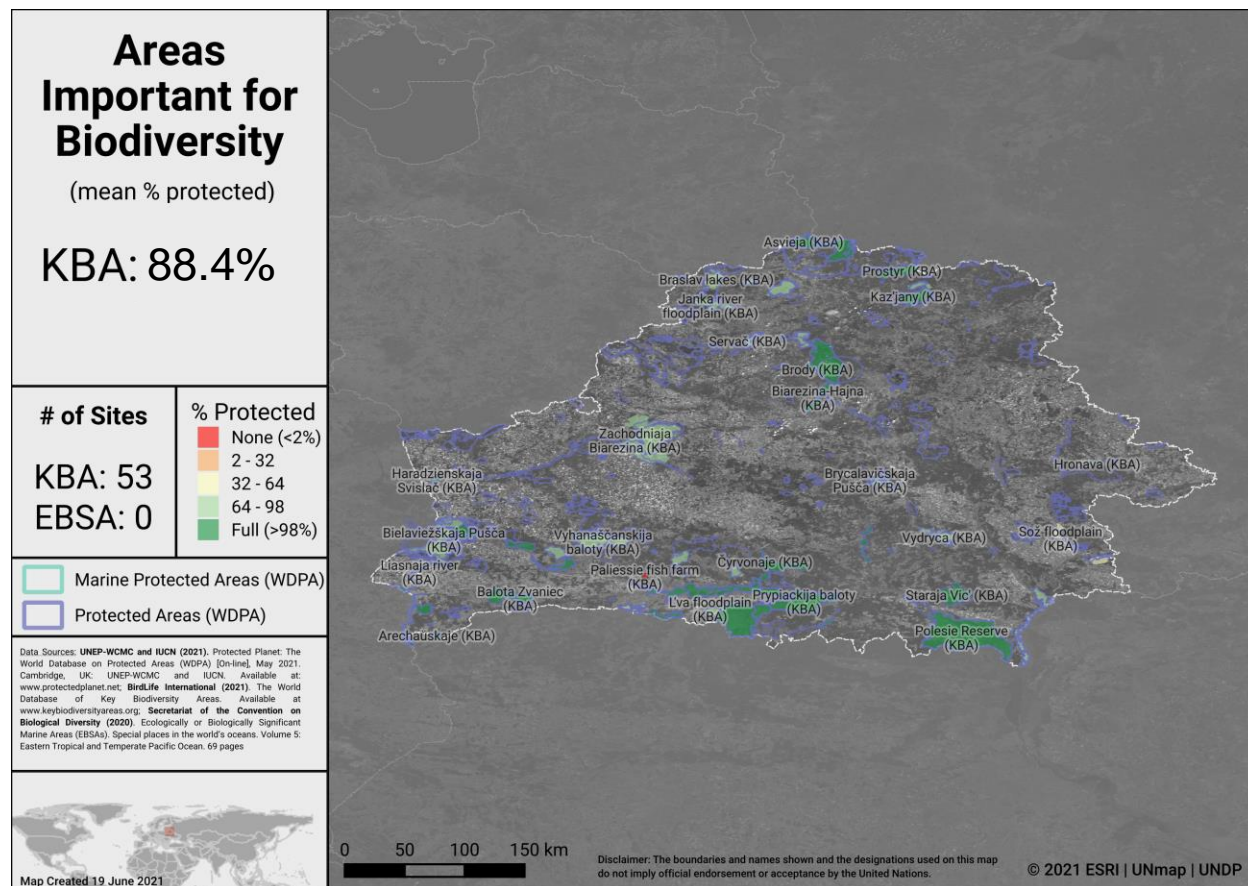 Areas
Important for
Biodiversity
(mean % protected)
KBA: 88.4%
# of Sites
KBA: 53
EBSA: 0
% Protected
None (<2%)
2 - 32
32 - 64
64 - 98
Full (>98%)
Marine Protected Areas (WDPA)
Protected Areas (WDPA)
Data Sources: UNEP-WCMC and IUCN (2021). Protected Planet: The
World Database on Protected Areas (WDPA) [On-line], May 2021.
Cambridge, UK: UNEP-WCMC and IUCN. Available at:
www.protectedplanet.net; BirdLife International (2021). The World
Database of Key Biodiversity Areas. Available at
www.keybiodiversityareas.org; Secretariat of the Convention on
Biological Diversity (2020). Ecologically or Biologically Significant
Marine Areas (EBSAs). Special places in the world's oceans. Volume 5:
Eastern Tropical and Temperate Pacific Ocean. 69 pages
Map Created 19 June 2021
Asvieja (KBA)
Prostyr (KBA)
Braslav lakes (KBA)
Janka river
floodplain (KBA)
Kaz'jany (KBA)
Servač (KBA)
Brody (KBA)
Biarezina-Hajna
(KBA)
Zachodniaja
Biarezina (KBA)
Haradzienskaja
Svislač (KBA)
Brycalavičskaja
Pušča (KBA)
Hronava (KBA)
Bielaviežškaja Pušča
(KBA)
Vyhanaščanskija
baloty (KBA)
Vydryca (KBA)
Sož floodplain
(KBA)
Liasnaja river
(KBA)
Paliessie fish farm
(KBA)
Čyrvonaje (KBA)
Balota Zvaniec
(KBA)
L'va floodplain
(KBA)
Prypiackija baloty
(KBA)
Staraja Vic' (KBA)
Arechaŭskaje (KBA)
Polesie Reserve
(KBA)
0 50 100 150 km
Disclaimer: The boundaries and names shown and the designations used on this map
do not imply official endorsement or acceptance by the United Nations.
© 2021 ESRI | UNmap | UNDP